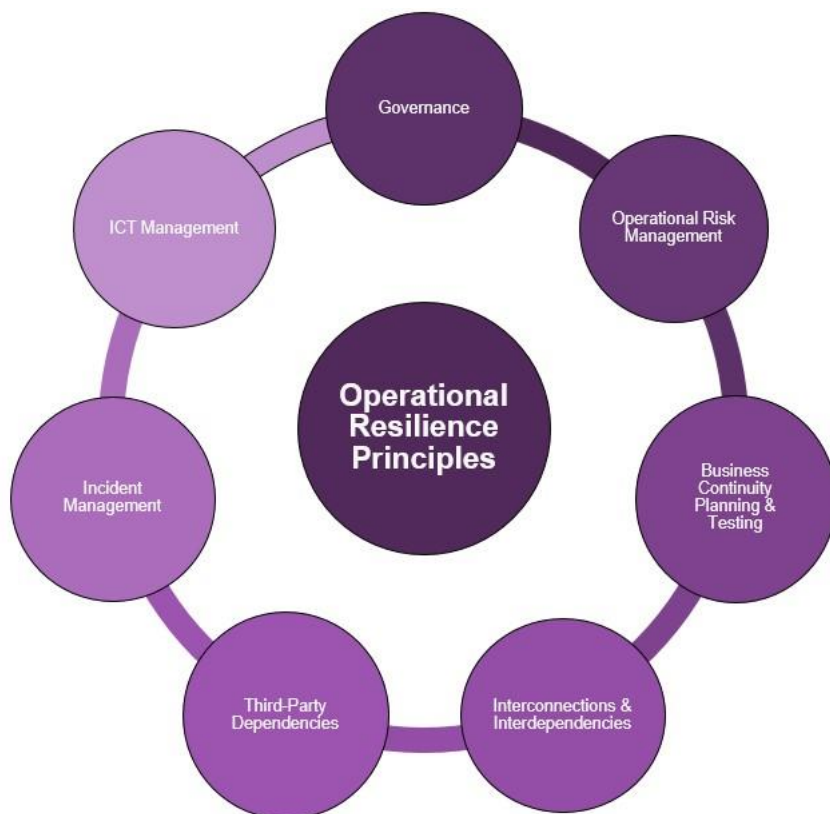 Governance
Operational Risk
Management
Business
Continuity
Planning &
Testing
Interconnections &
Interdependencies
Third-Party
Dependencies
Incident
Management
ICT Management
Operational
Resilience
Principles